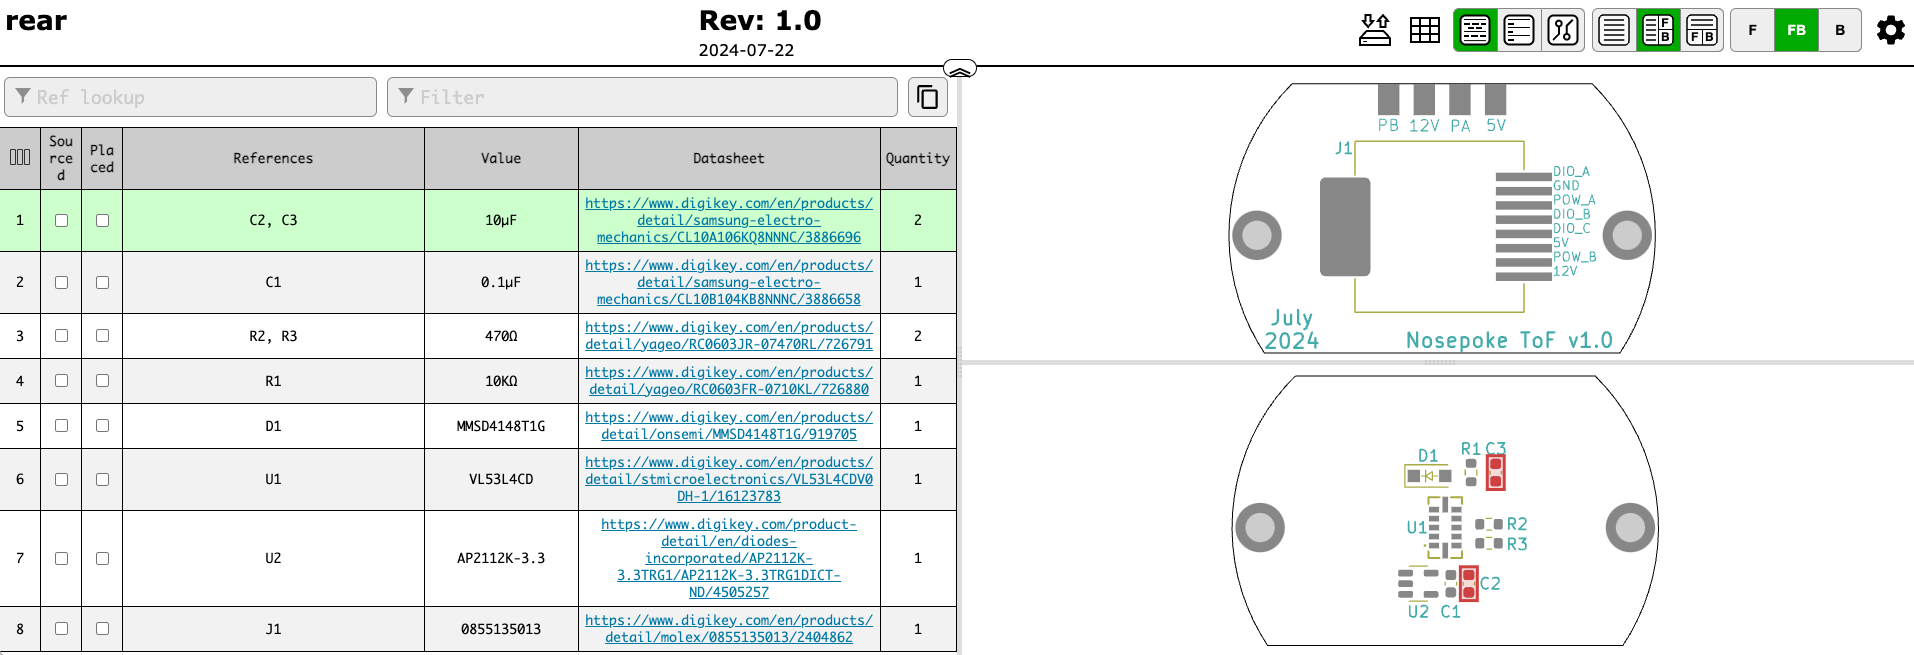 rear
Rev: 1.0
2024-07-22
F
B
F B
F
FB
B
Ref lookup
Filter
Sou
rce
d
Pla
ced
References
Value
Datasheet
Quantity
1
C2, C3
10µF
https://www.digikey.com/en/products/
detail/samsung-electro-
mechanics/CL10A106KQ8NNNC/3886696
2
2
C1
0.1µF
https://www.digikey.com/en/products/
detail/samsung-electro-
mechanics/CL10B104KB8NNNC/3886658
1
3
R2, R3
470Ω
https://www.digikey.com/en/products/
detail/yageo/RC0603JR-07470RL/726791
2
4
R1
10KΩ
https://www.digikey.com/en/products/
detail/yageo/RC0603FR-0710KL/726880
1
5
D1
MMSD4148T1G
https://www.digikey.com/en/products/
detail/onsemi/MMSD4148T1G/919705
1
6
U1
VL53L4CD
https://www.digikey.com/en/products/
detail/stmicroelectronics/VL53L4CDV0
DH-1/16123783
1
7
U2
AP2112K-3.3
https://www.digikey.com/product-
detail/en/diodes-
incorporated/AP2112K-
3.3TRG1/AP2112K-3.3TRG1DICT-
ND/4505257
1
8
J1
0855135013
https://www.digikey.com/en/products/
detail/molex/0855135013/2404862
1
PB 12V PA 5V
J1
DIO_A
GND
POW_A
DIO_B
DIO_C
5V
POW_B
12V
July
2024
Nosepoke ToF v1.0
D1
R1 C3
U1
R2
R3
C2
U2 C1